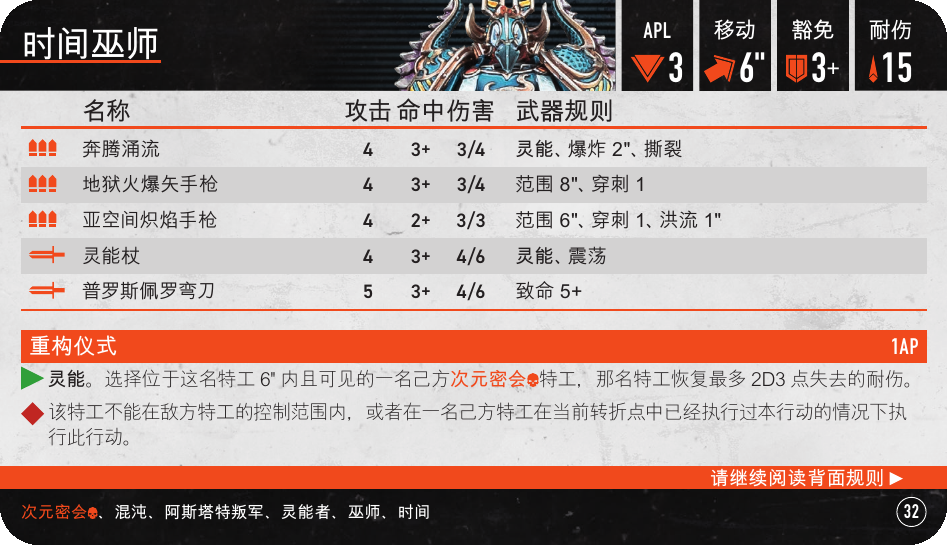 时间巫师
APL 移动 豁免 耐伤
3 6" 3+ 15
名称 攻击 命中 伤害 武器规则
奔腾涌流 4 3+ 3/4 灵能、爆炸 2"、撕裂
地狱火爆矢手枪 4 3+ 3/4 范围 8"、穿刺 1
亚空间炽焰手枪 4 2+ 3/3 范围 6"、穿刺 1、洪流 1"
灵能杖 4 3+ 4/6 灵能、震荡
普罗斯佩罗弯刀 5 3+ 4/6 致命 5+
重构仪式 1AP
灵能。选择位于这名特工 6" 内且可见的一名己方次元密会特工，那名特工恢复最多 2D3 点失去的耐伤。
该特工不能在敌方特工的控制范围内，或者在一名己方特工在当前转折点中已经执行过本行动的情况下执
行此行动。
请继续阅读背面规则
次元密会、混沌、阿斯塔特叛军、灵能者、巫师、时间 32